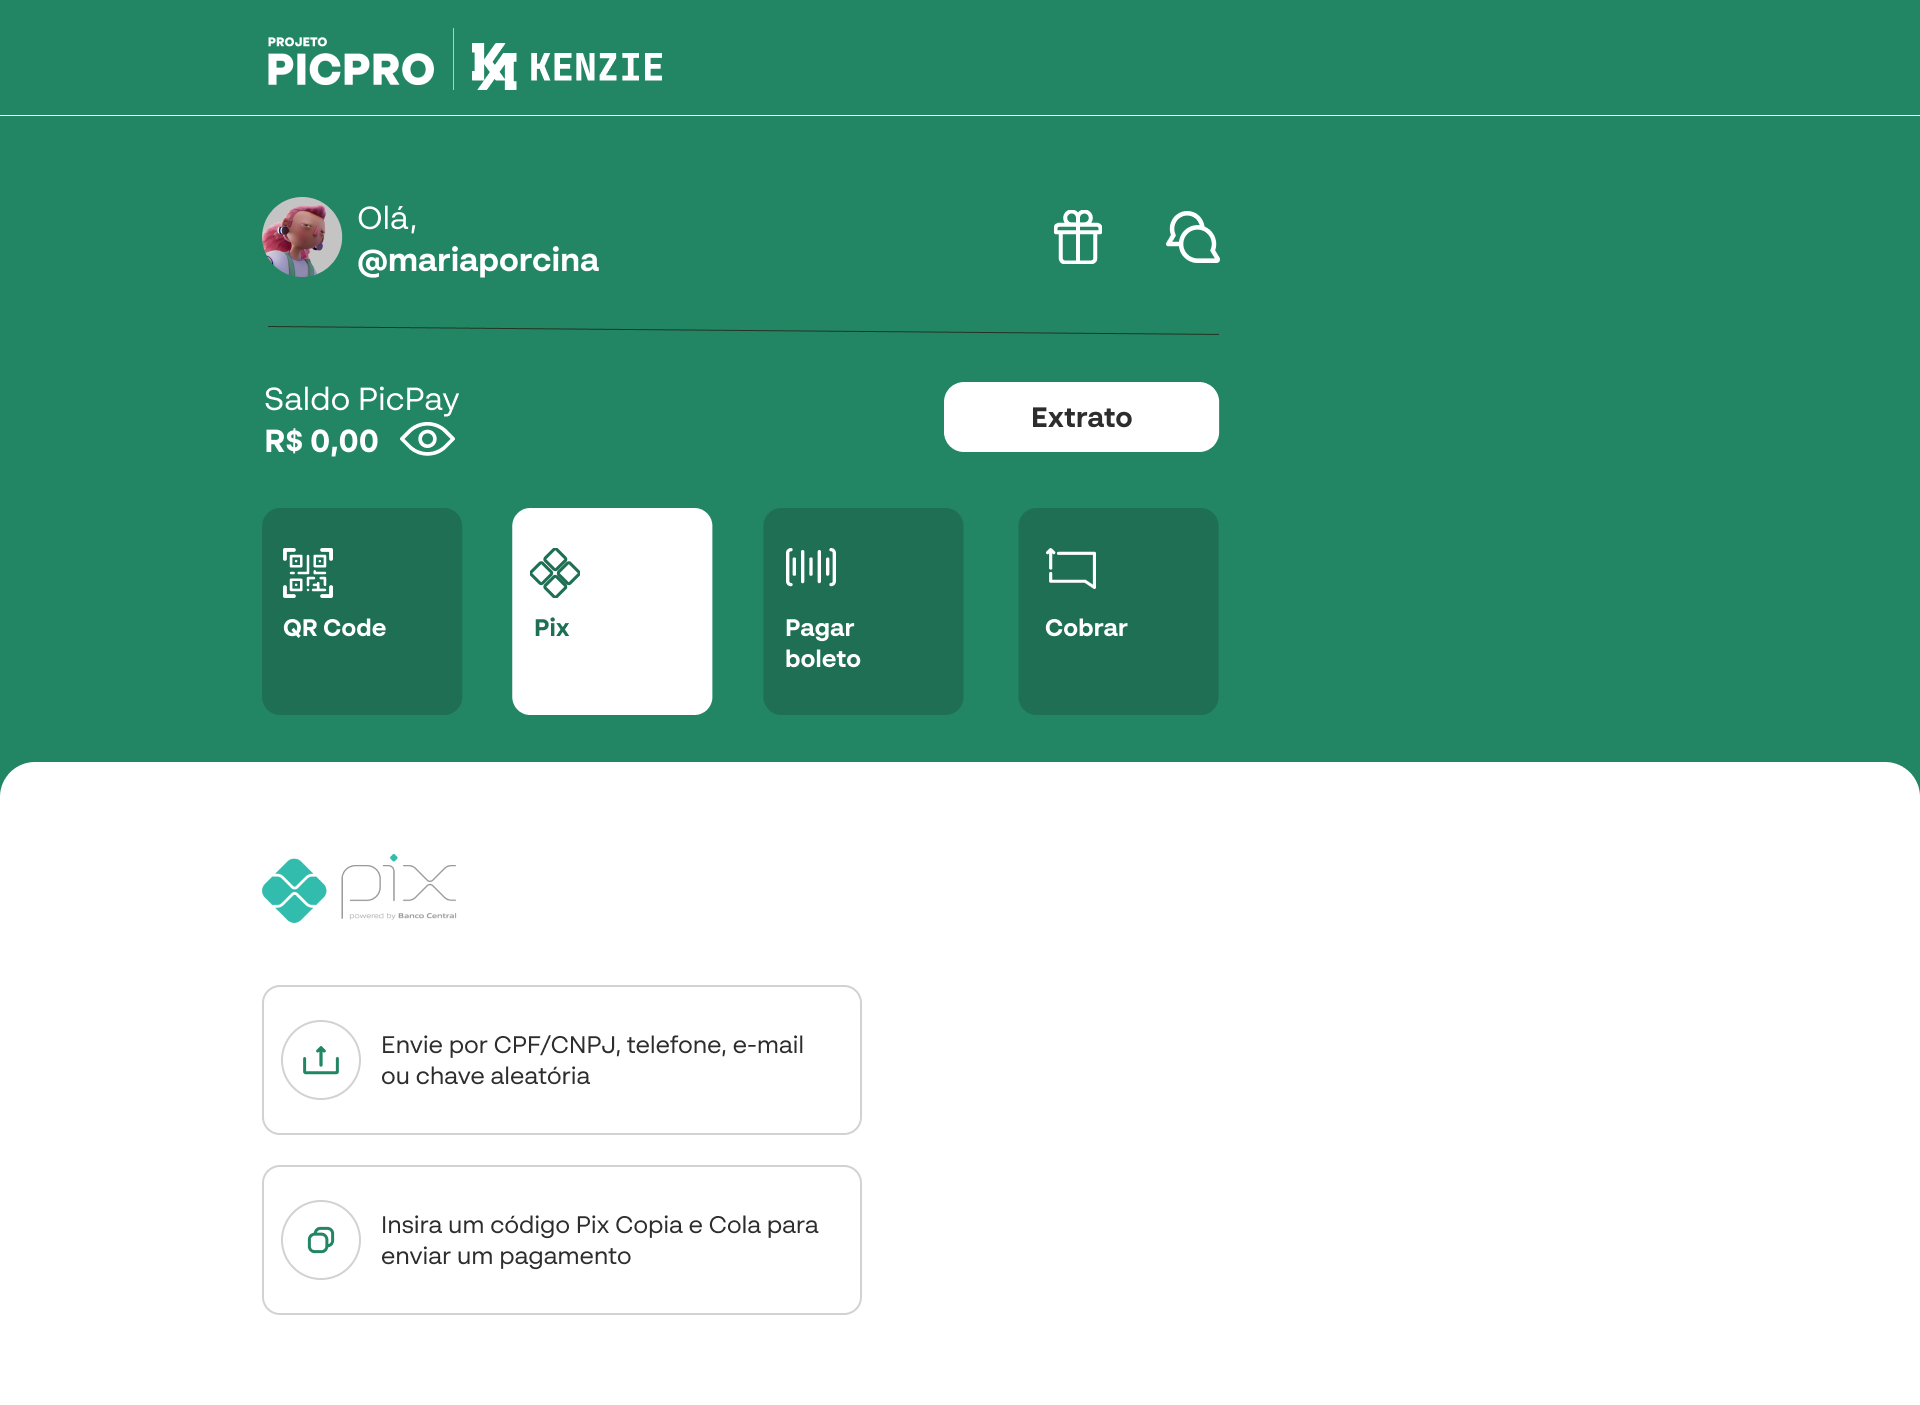 PROJETO
PICPRO
KENZIE
Olá,
@mariaporcina
Saldo PicPay
R$ 0,00
Extrato
QR Code
Pix
Pagar
boleto
Cobrar
pix
powered by Banco Central
Envie por CPF/CNPJ, telefone, e-mail
ou chave aleatória
Insira um código Pix Copia e Cola para
enviar um pagamento